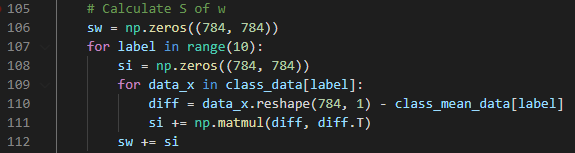 105 # Calculate S of w
106 sw = np.zeros((784, 784))
107 for label in range(10):
108     si = np.zeros((784, 784))
109     for data_x in class_data[label]:
110         diff = data_x.reshape(784, 1) - class_mean_data[label]
111         si += np.matmul(diff, diff.T)
112     sw += si